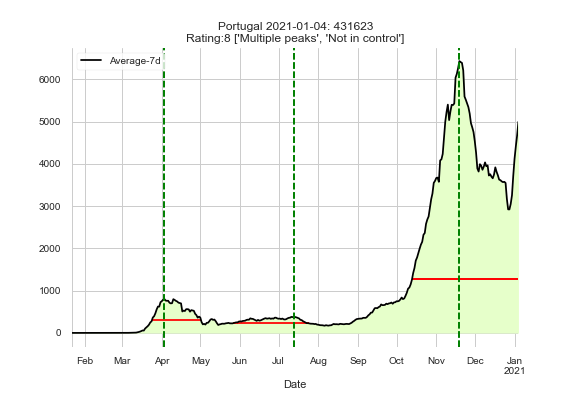 Portugal 2021-01-04: 431623
Rating:8 ['Multiple peaks', 'Not in control']
Average-7d
6000
5000
4000
3000
2000
1000
0
Feb Mar Apr May Jun Jul Aug Sep Oct Nov Dec Jan
2021
Date